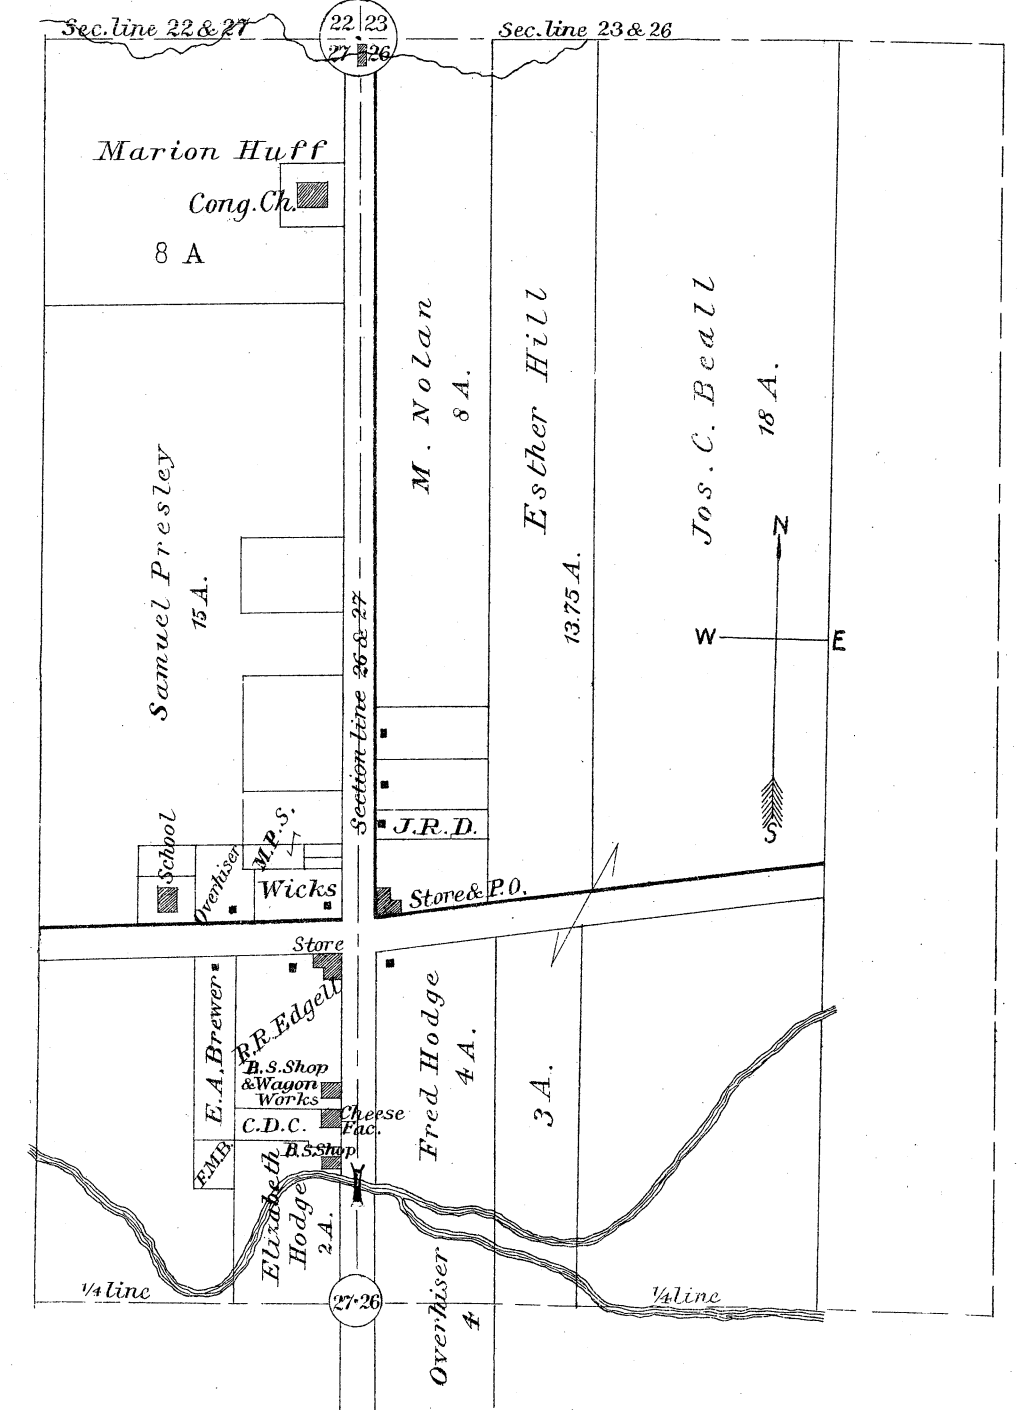 Sec. line 22 & 27
22 23
27 26
Sec. line 23 & 26
Marion Huff
Cong. Ch.
8 A
M. Nolan
8 A.
Esther Hill
13.75 A.
Jos. C. Beall
18 A.
Samuel Presley
15 A.
Section line 26 & 27
N
W
E
S
J.R.D.
School
Overhiser
M.P.S.
Wicks
Store & P.O.
Store
E.A. Brewer
R.R. Edgell
B.S. Shop
& Wagon
Works
C.D.C.
Cheese
Fac.
B.S. Shop
F.M.B.
Elizabeth
Hodge
2 A.
Fred Hodge
4 A.
3 A.
Overhiser
4
1/4 line
27 • 26
1/4 line